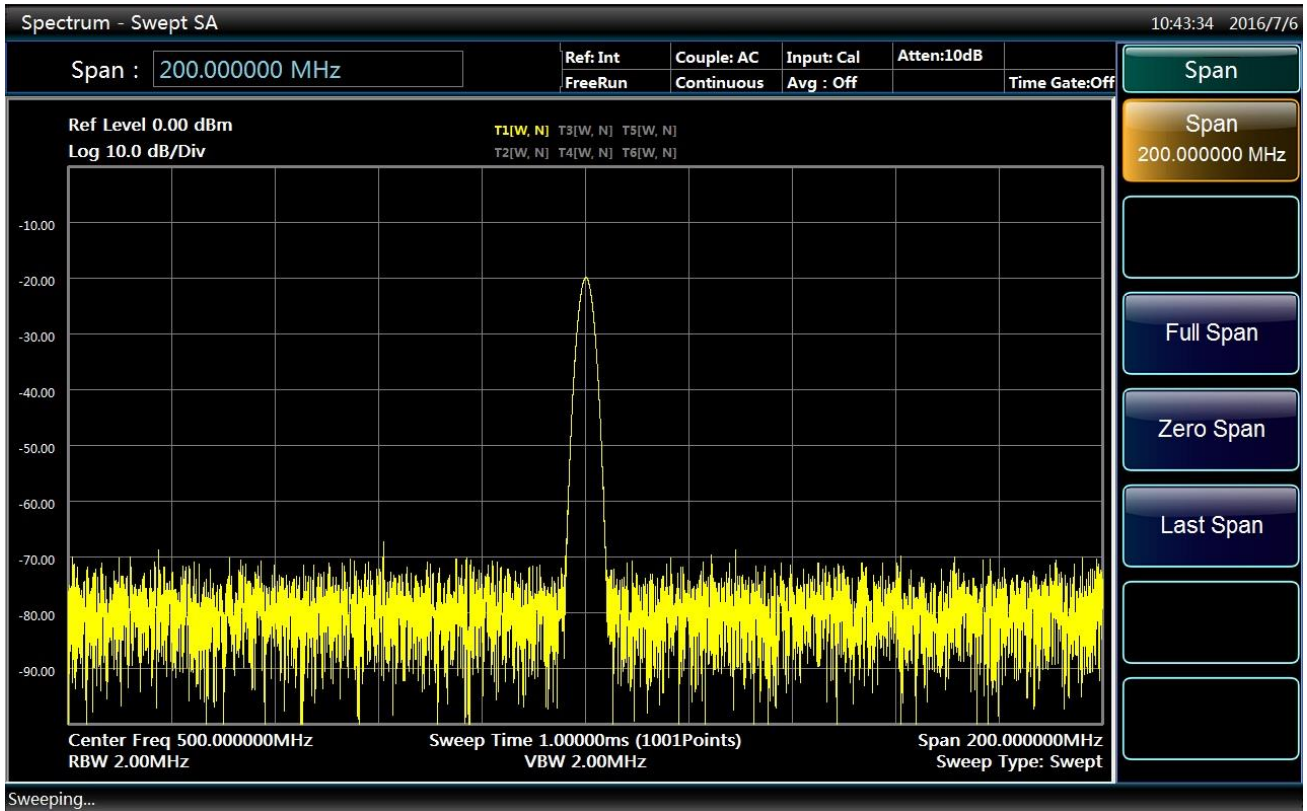 Spectrum - Swept SA
10:43:34 2016/7/6
Span : 200.000000 MHz
Ref: Int Couple: AC Input: Cal Atten:10dB
FreeRun Continuous Avg : Off Time Gate:Off
Span
Span
200.000000 MHz
Full Span
Zero Span
Last Span
Ref Level 0.00 dBm
Log 10.0 dB/Div
T1[W, N] T3[W, N] T5[W, N]
T2[W, N] T4[W, N] T6[W, N]
-10.00
-20.00
-30.00
-40.00
-50.00
-60.00
-70.00
-80.00
-90.00
Center Freq 500.000000MHz Sweep Time 1.00000ms (1001Points) Span 200.000000MHz
RBW 2.00MHz VBW 2.00MHz Sweep Type: Swept
Sweeping...